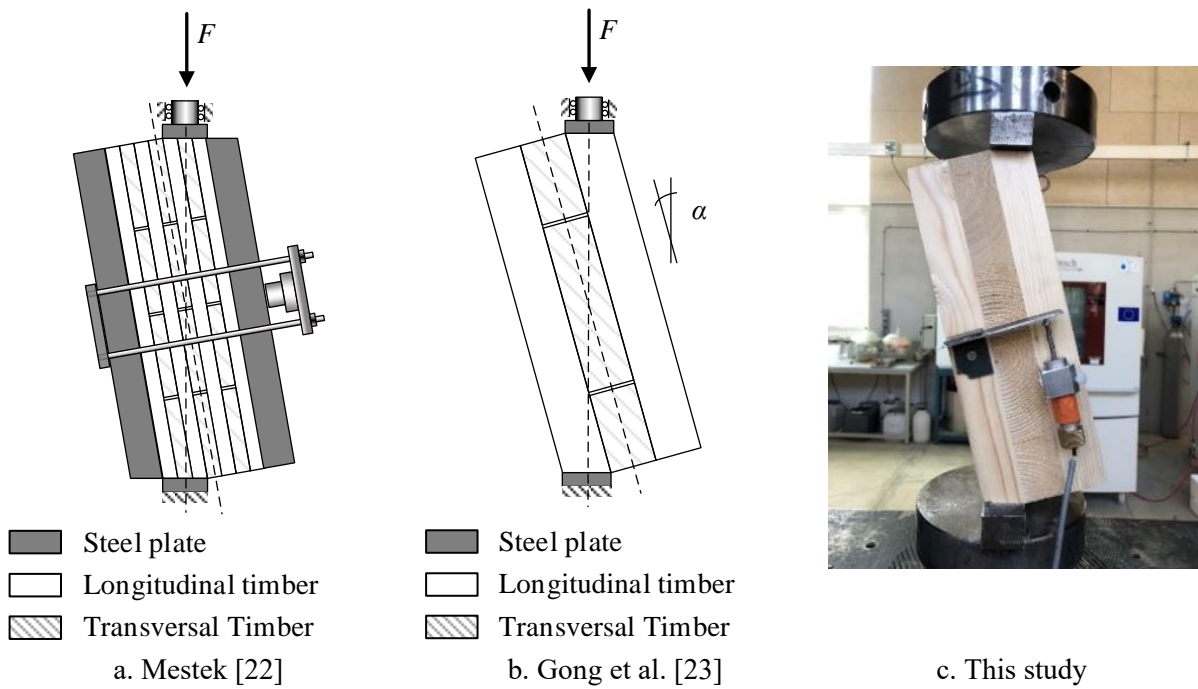 F
F
α
Steel plate
Longitudinal timber
Transversal Timber
Steel plate
Longitudinal timber
Transversal Timber
a. Mestek [22]
b. Gong et al. [23]
c. This study